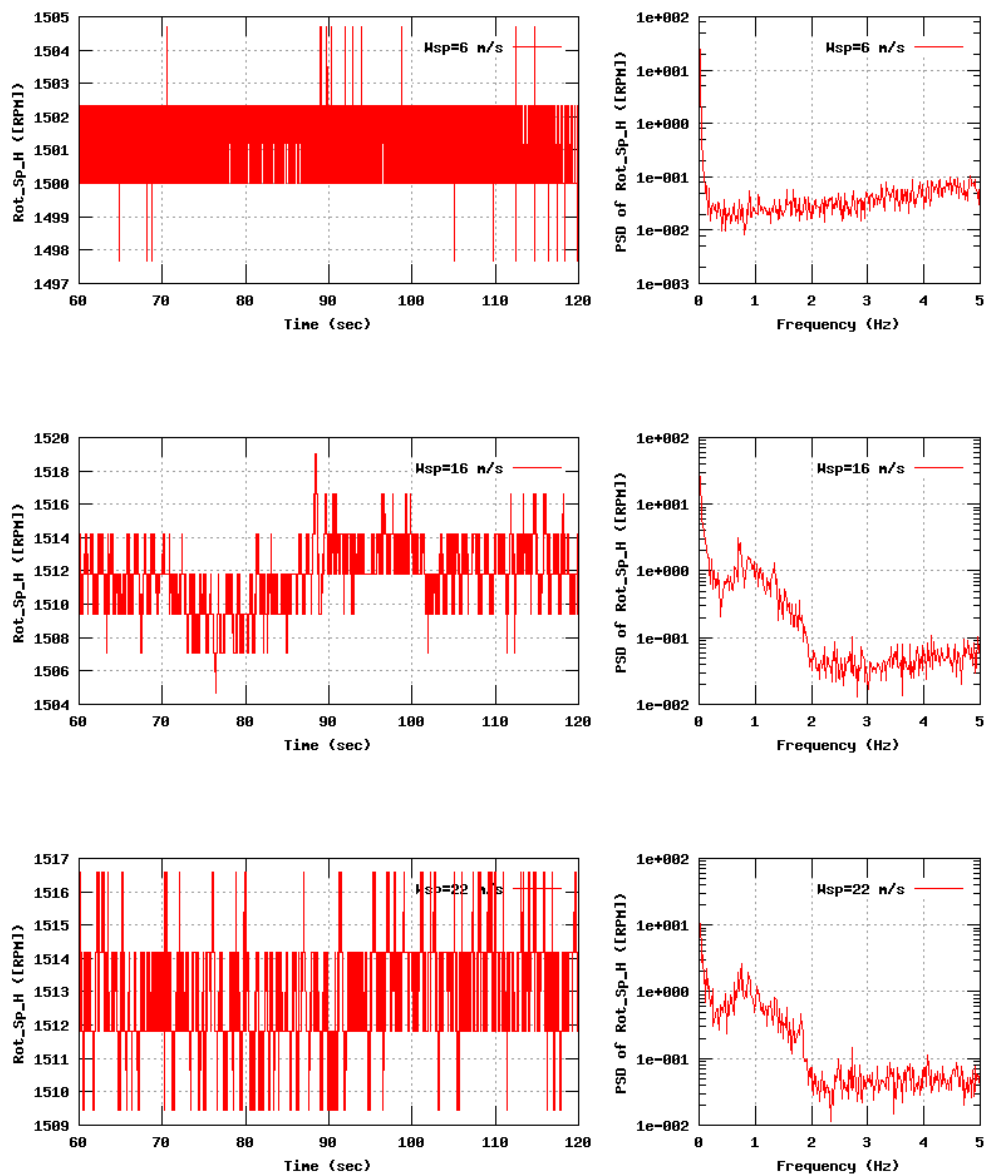 1505
1504
1503
1502
1501
1500
1499
1498
1497
Rot_Sp_H ([RPM])
Wsp=6 m/s
60 70 80 90 100 110 120
Time (sec)
1e+002
1e+001
1e+000
1e-001
1e-002
1e-003
PSD of Rot_Sp_H ([RPM])
Wsp=6 m/s
0 1 2 3 4 5
Frequency (Hz)
1520
1518
1516
1514
1512
1510
1508
1506
1504
Rot_Sp_H ([RPM])
Wsp=16 m/s
60 70 80 90 100 110 120
Time (sec)
1e+002
1e+001
1e+000
1e-001
1e-002
PSD of Rot_Sp_H ([RPM])
Wsp=16 m/s
0 1 2 3 4 5
Frequency (Hz)
1517
1516
1515
1514
1513
1512
1511
1510
1509
Rot_Sp_H ([RPM])
Wsp=22 m/s
60 70 80 90 100 110 120
Time (sec)
1e+002
1e+001
1e+000
1e-001
1e-002
PSD of Rot_Sp_H ([RPM])
Wsp=22 m/s
0 1 2 3 4 5
Frequency (Hz)